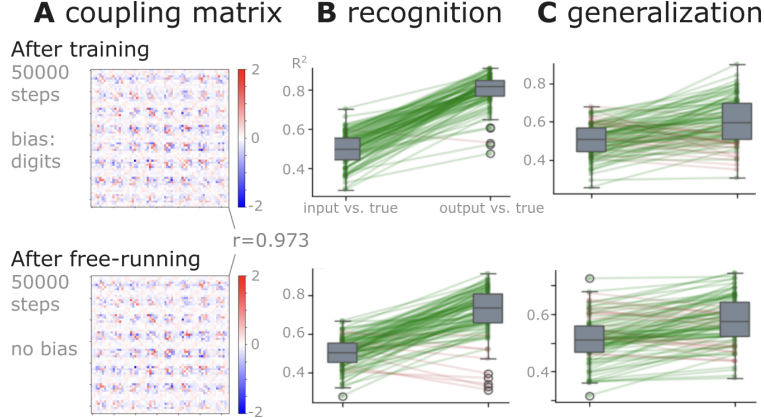 A coupling matrix
B recognition
C generalization
After training
50000
steps
bias:
digits
2
0
-2
R²
0.8
0.6
0.4
input vs. true
output vs. true
0.8
0.6
0.4
r=0.973
After free-running
50000
steps
no bias
2
0
-2
0.8
0.6
0.4
0.6
0.4